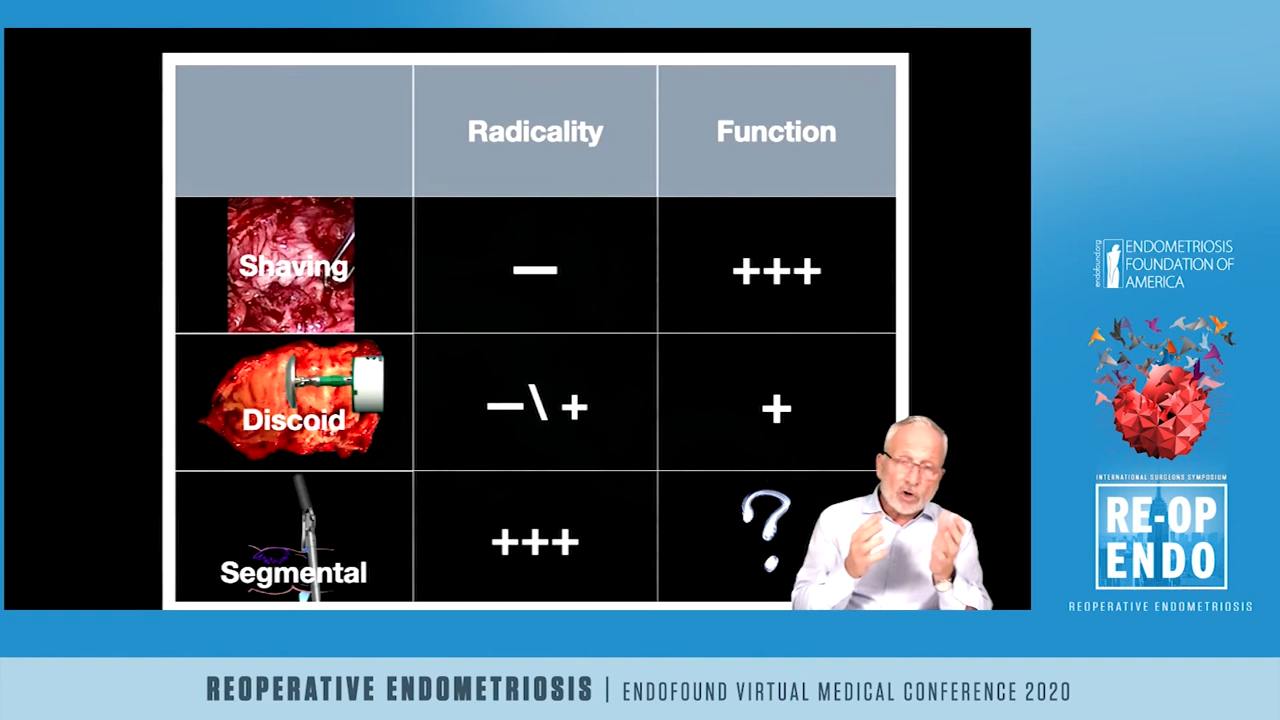 Radicality Function
Shaving — +++
Discoid —\ + +
Segmental +++ ?
endofound.org
ENDOMETRIOSIS
FOUNDATION OF
AMERICA
INTERNATIONAL SURGEONS SYMPOSIUM
RE-OP
ENDO
REOPERATIVE ENDOMETRIOSIS
REOPERATIVE ENDOMETRIOSIS | ENDOFOUND VIRTUAL MEDICAL CONFERENCE 2020